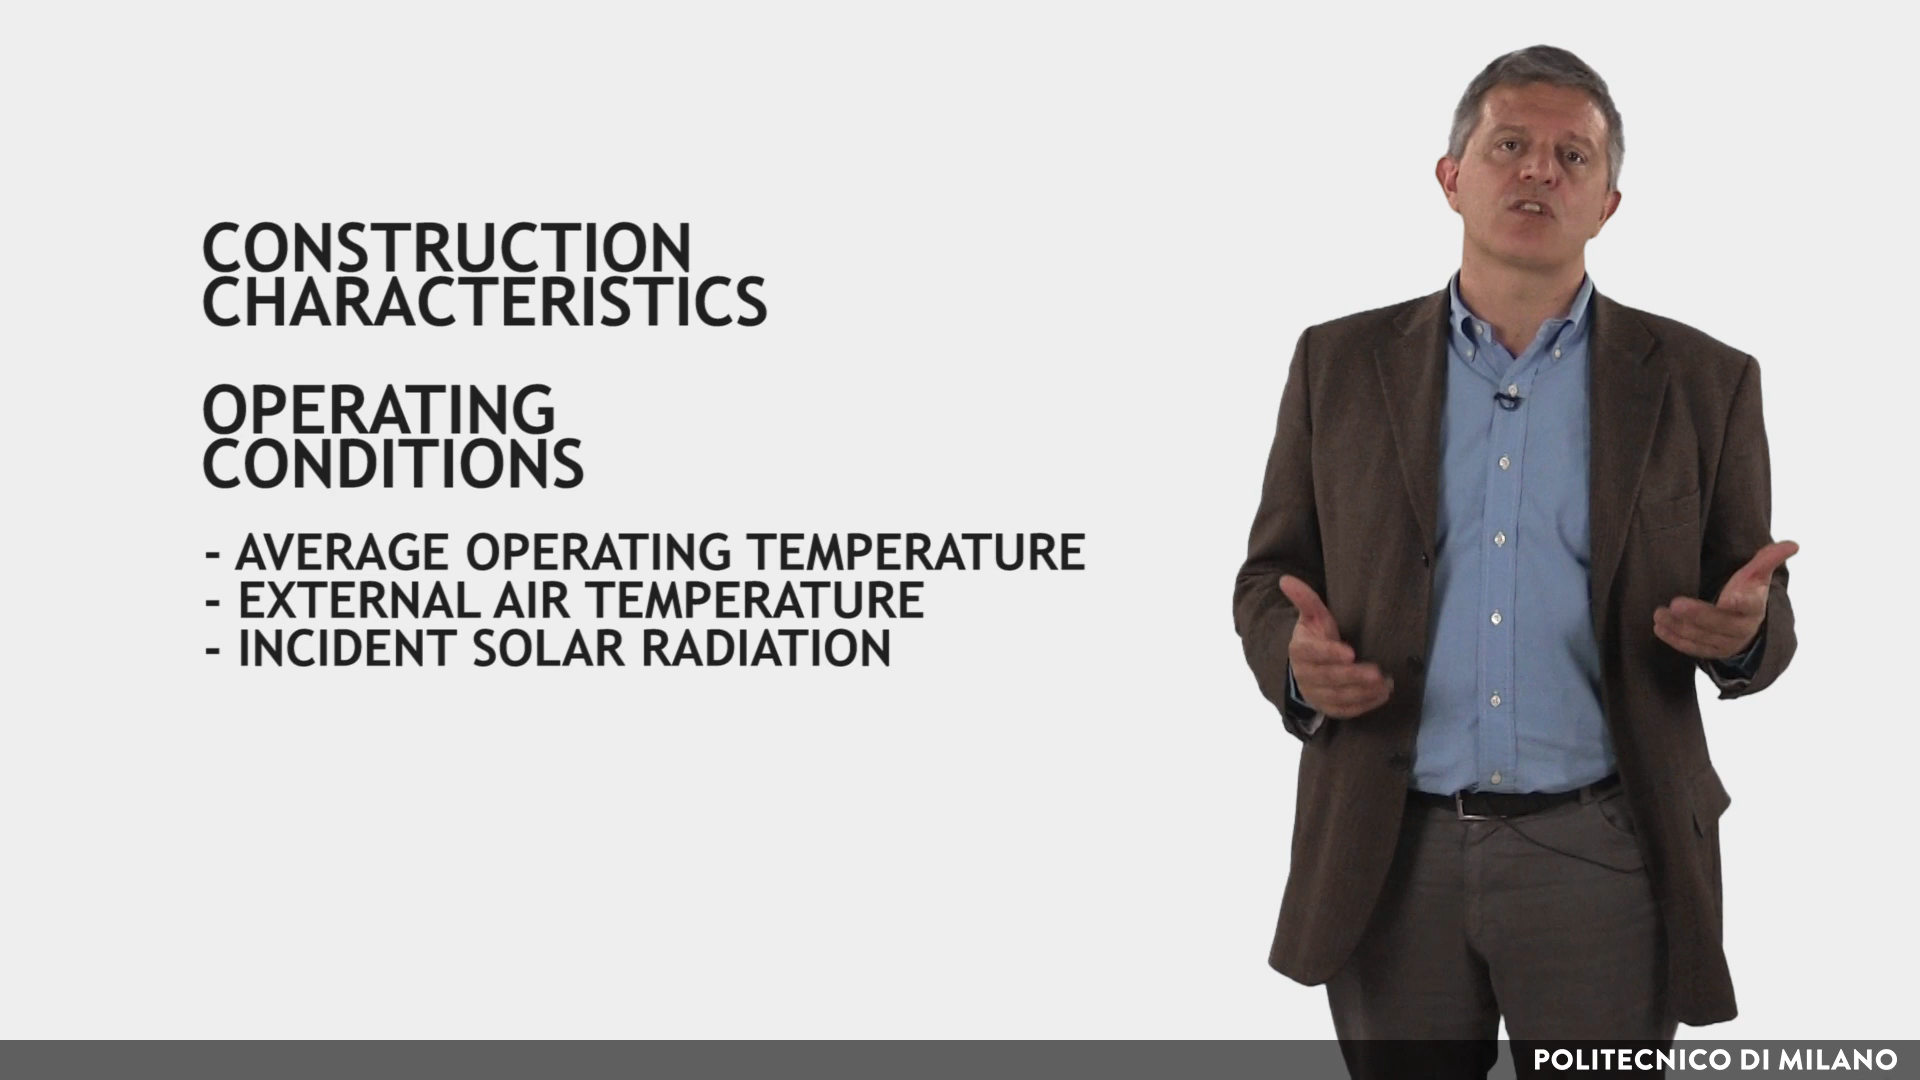 CONSTRUCTION
CHARACTERISTICS
OPERATING
CONDITIONS
- AVERAGE OPERATING TEMPERATURE
- EXTERNAL AIR TEMPERATURE
- INCIDENT SOLAR RADIATION
POLITECNICO DI MILANO